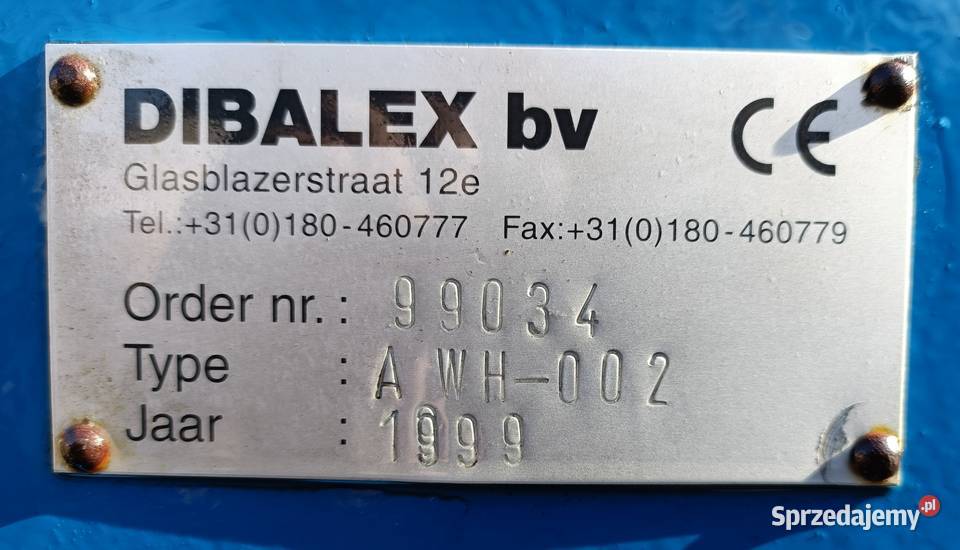 DIBALEX bv CE
Glasblazerstraat 12e
Tel.:+31(0)180-460777 Fax:+31(0)180-460779
Order nr. : 99034
Type : AWH-002
Jaar : 1999
Sprzedajemy.pl